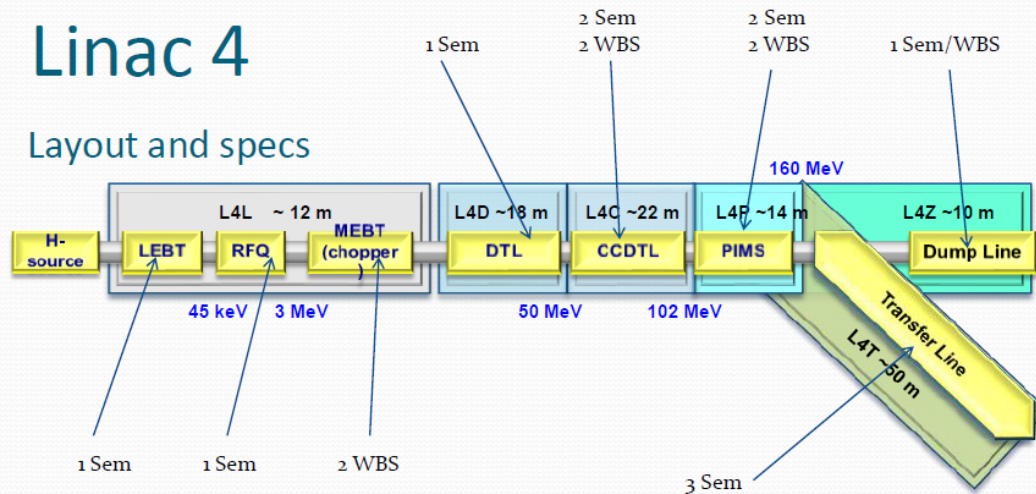 Linac 4
Layout and specs
1 Sem
2 Sem
2 WBS
2 Sem
2 WBS
1 Sem/WBS
160 MeV
L4L ~ 12 m
L4D ~18 m
L4C ~22 m
L4P ~14 m
L4Z ~10 m
H-
source
LEBT
RFQ
MEBT
(chopper
)
DTL
CCDTL
PIMS
Dump Line
45 keV
3 MeV
50 MeV
102 MeV
Transfer Line
L4T ~50 m
1 Sem
1 Sem
2 WBS
3 Sem